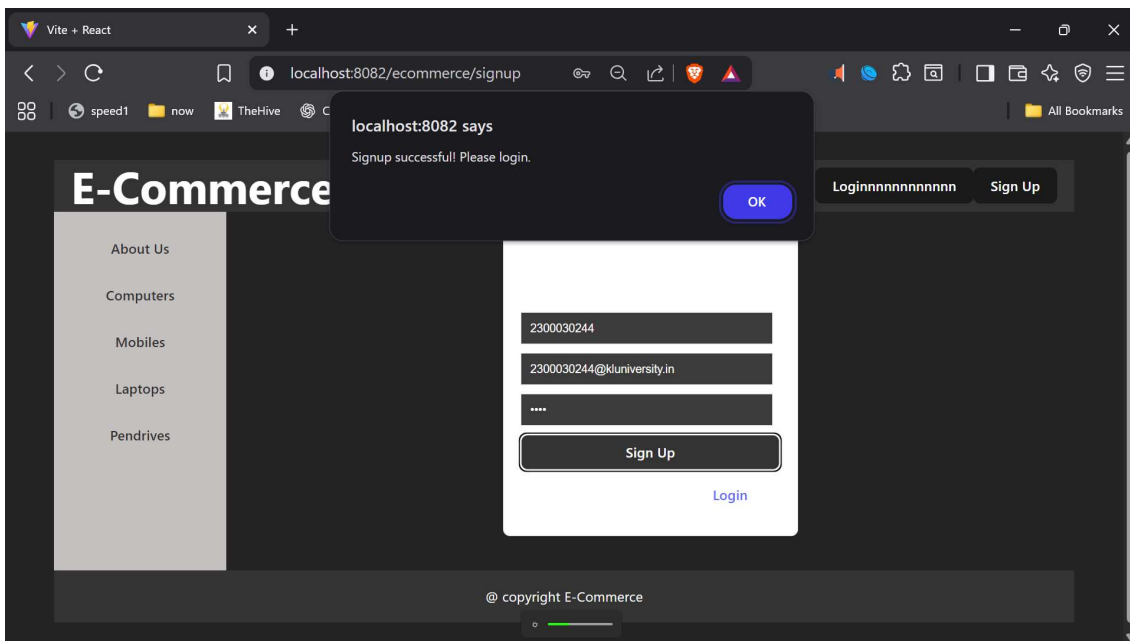 Vite + React
localhost:8082/ecommerce/signup
speed1
now
TheHive
All Bookmarks
localhost:8082 says
Signup successful! Please login.
OK
E-Commerce
Loginnnnnnnnnnnn
Sign Up
About Us
Computers
Mobiles
Laptops
Pendrives
2300030244
2300030244@kluniversity.in
••••
Sign Up
Login
@ copyright E-Commerce